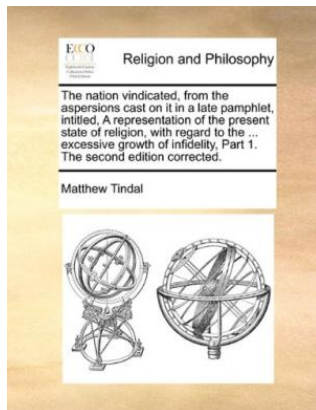 ECCO
Religion and Philosophy
The nation vindicated, from the
aspersions cast on it in a late pamphlet,
intitled, A representation of the present
state of religion, with regard to the ...
excessive growth of infidelity, Part 1.
The second edition corrected.
Matthew Tindal